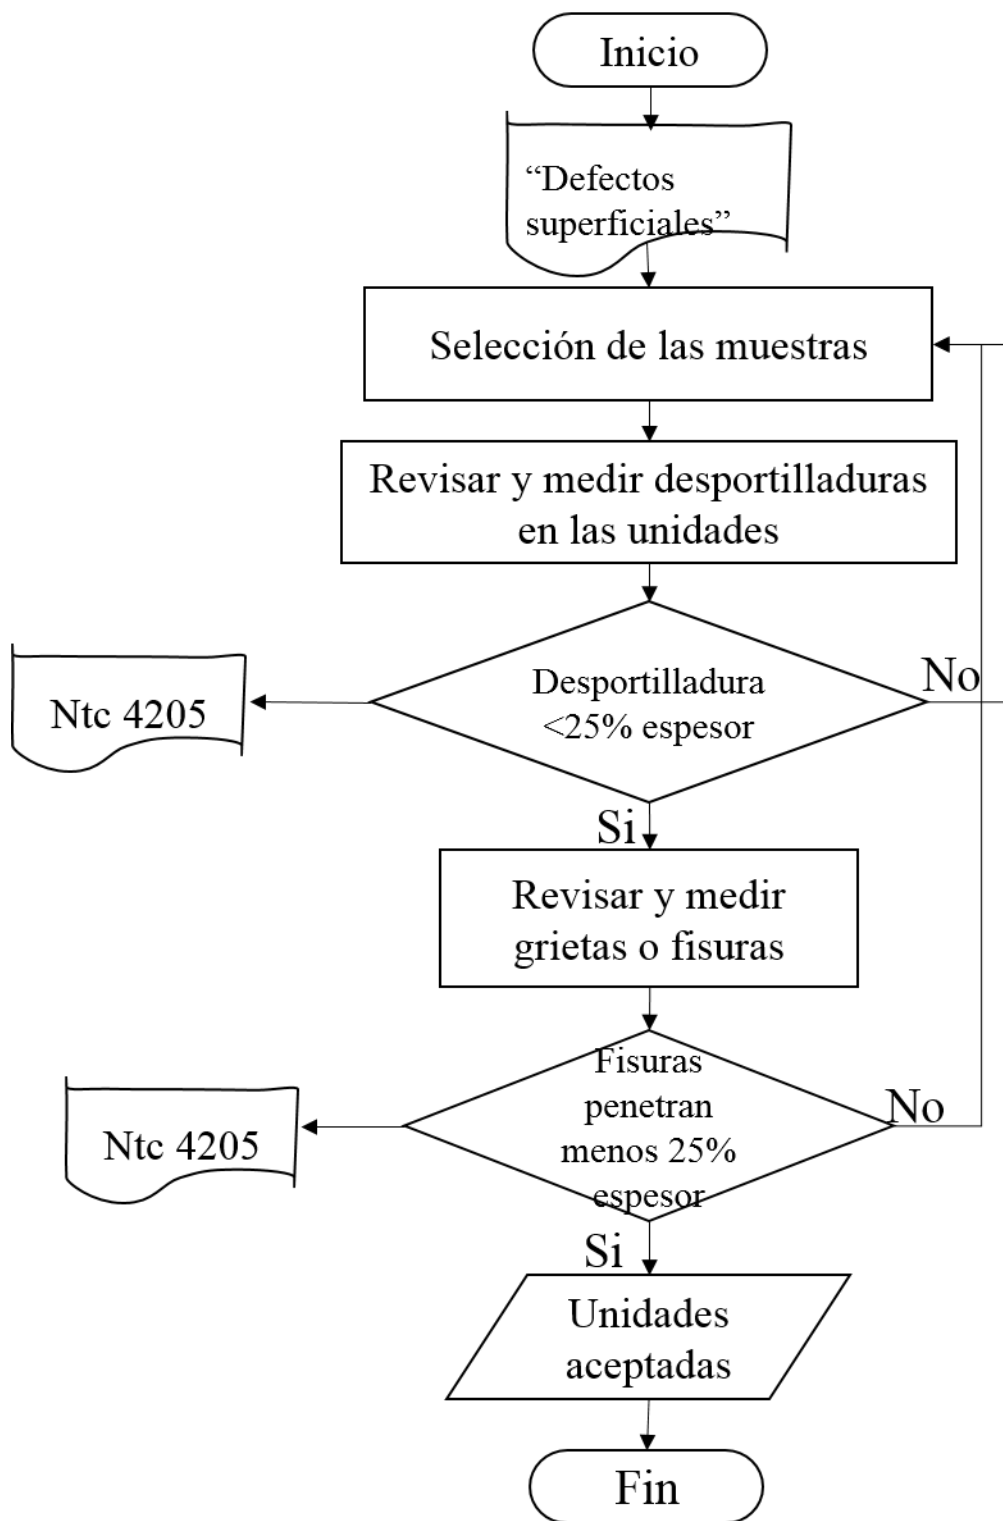 Inicio
“Defectos
superficiales”
Selección de las muestras
Revisar y medir desportilladuras
en las unidades
Desportilladura
<25% espesor
No
Ntc 4205
Si
Revisar y medir
grietas o fisuras
Fisuras
penetran
menos 25%
espesor
No
Ntc 4205
Si
Unidades
aceptadas
Fin